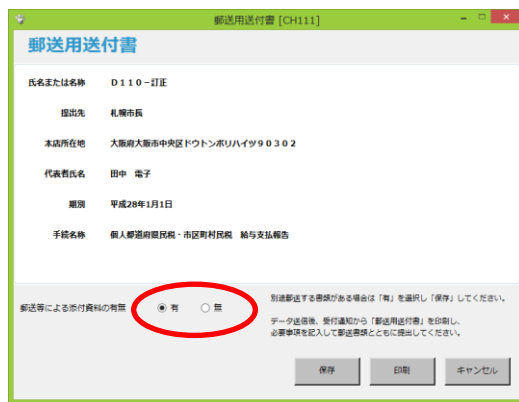 郵送用送付書 [CH111]
郵送用送付書
氏名または名称 D110-訂正
提出先 札幌市長
本店所在地 大阪府大阪市中央区ドウトンボリハイツ90302
代表者氏名 田中 電子
期別 平成28年1月1日
手続名称 個人都道府県民税・市区町村民税 給与支払報告
郵送等による添付資料の有無 有 無
別途郵送する書類がある場合は「有」を選択し「保存」してください。
データ送信後、受付通知から「郵送用送付書」を印刷し、
必要事項を記入して郵送書類とともに提出してください。
保存 印刷 キャンセル